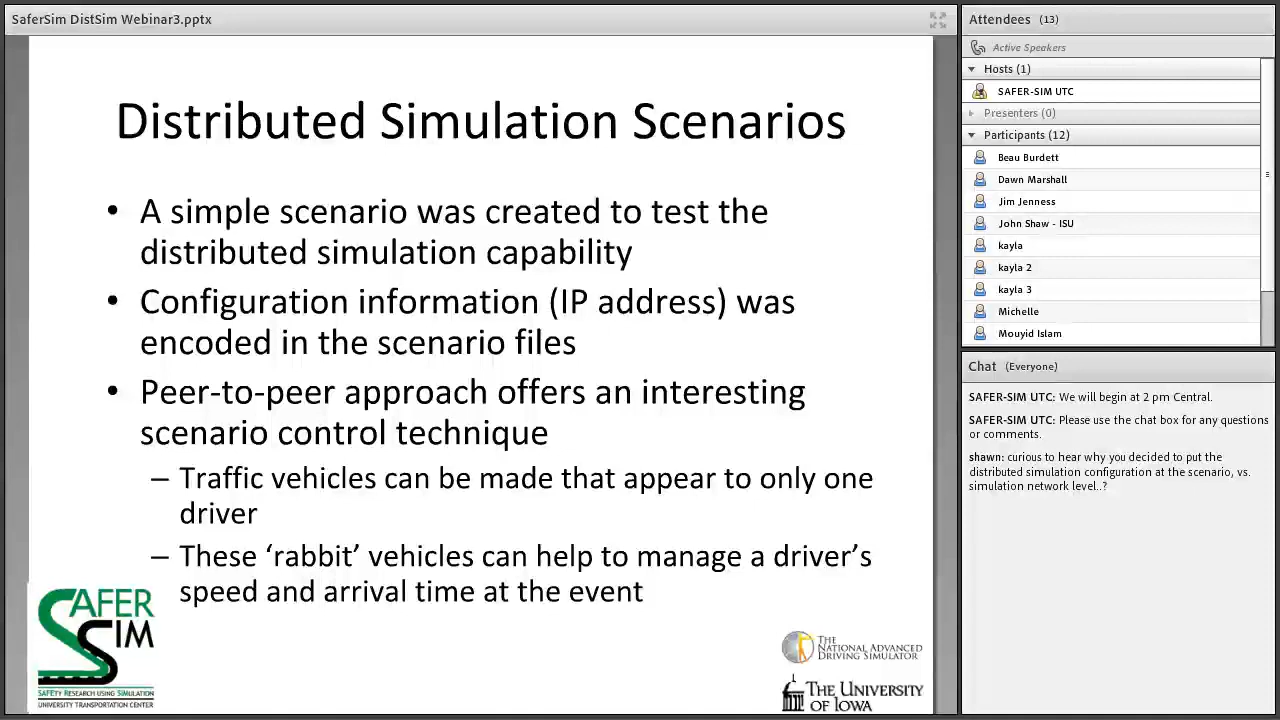 SaferSim DistSim Webinar3.pptx
Distributed Simulation Scenarios
• A simple scenario was created to test the
distributed simulation capability
• Configuration information (IP address) was
encoded in the scenario files
• Peer-to-peer approach offers an interesting
scenario control technique
– Traffic vehicles can be made that appear to only one
driver
– These ‘rabbit’ vehicles can help to manage a driver’s
speed and arrival time at the event
SAFER
SIM
SAFETY RESEARCH USING SIMULATION
UNIVERSITY TRANSPORTATION CENTER
THE
NATIONAL ADVANCED
DRIVING SIMULATOR
THE UNIVERSITY
OF IOWA
Attendees (13)
Active Speakers
Hosts (1)
SAFER-SIM UTC
Presenters (0)
Participants (12)
Beau Burdett
Dawn Marshall
Jim Jenness
John Shaw - ISU
kayla
kayla 2
kayla 3
Michelle
Mouyid Islam
Chat (Everyone)
SAFER-SIM UTC: We will begin at 2 pm Central.
SAFER-SIM UTC: Please use the chat box for any questions
or comments.
shawn: curious to hear why you decided to put the
distributed simulation configuration at the scenario, vs.
simulation network level..?